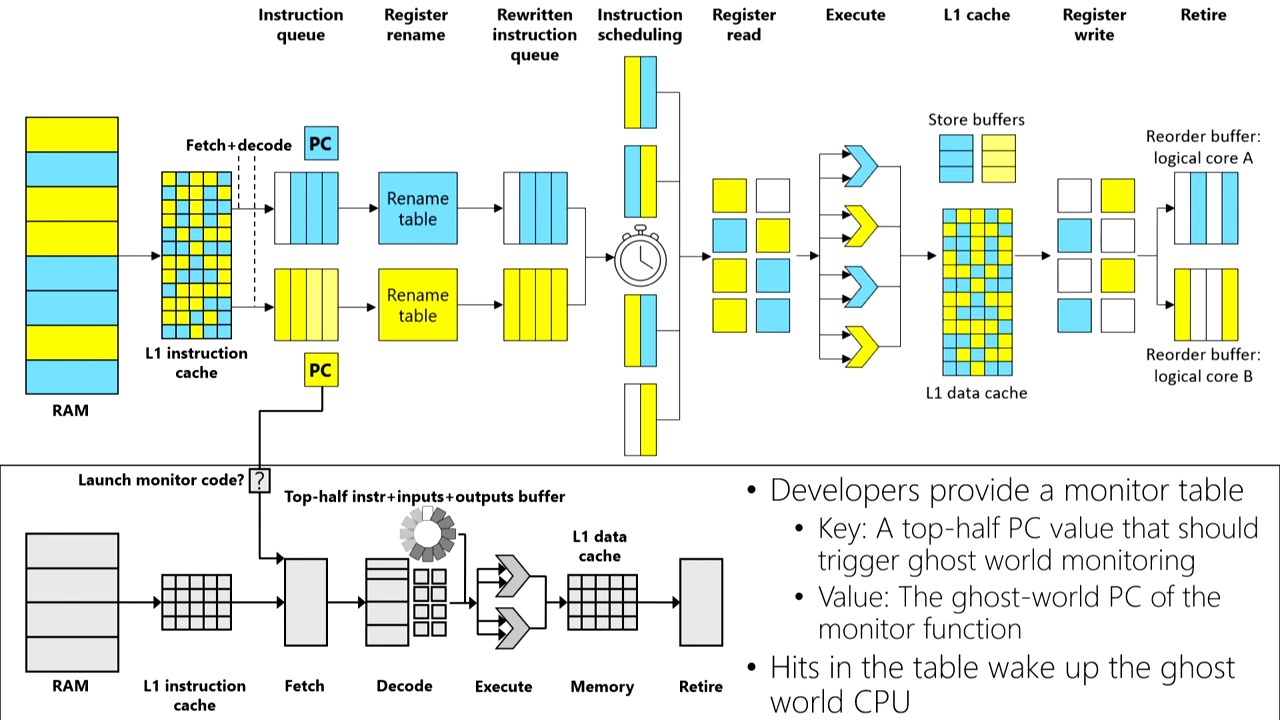 Instruction
queue
Register
rename
Rewritten
instruction
queue
Instruction
scheduling
Register
read
Execute
L1 cache
Register
write
Retire
Fetch+decode
PC
Store buffers
Reorder buffer:
logical core A
Rename
table
Rename
table
L1 instruction
cache
PC
RAM
L1 data cache
Reorder buffer:
logical core B
Launch monitor code?
?
Top-half instr+inputs+outputs buffer
L1 data
cache
RAM
L1 instruction
cache
Fetch
Decode
Execute
Memory
Retire
• Developers provide a monitor table
• Key: A top-half PC value that should
trigger ghost world monitoring
• Value: The ghost-world PC of the
monitor function
• Hits in the table wake up the ghost
world CPU